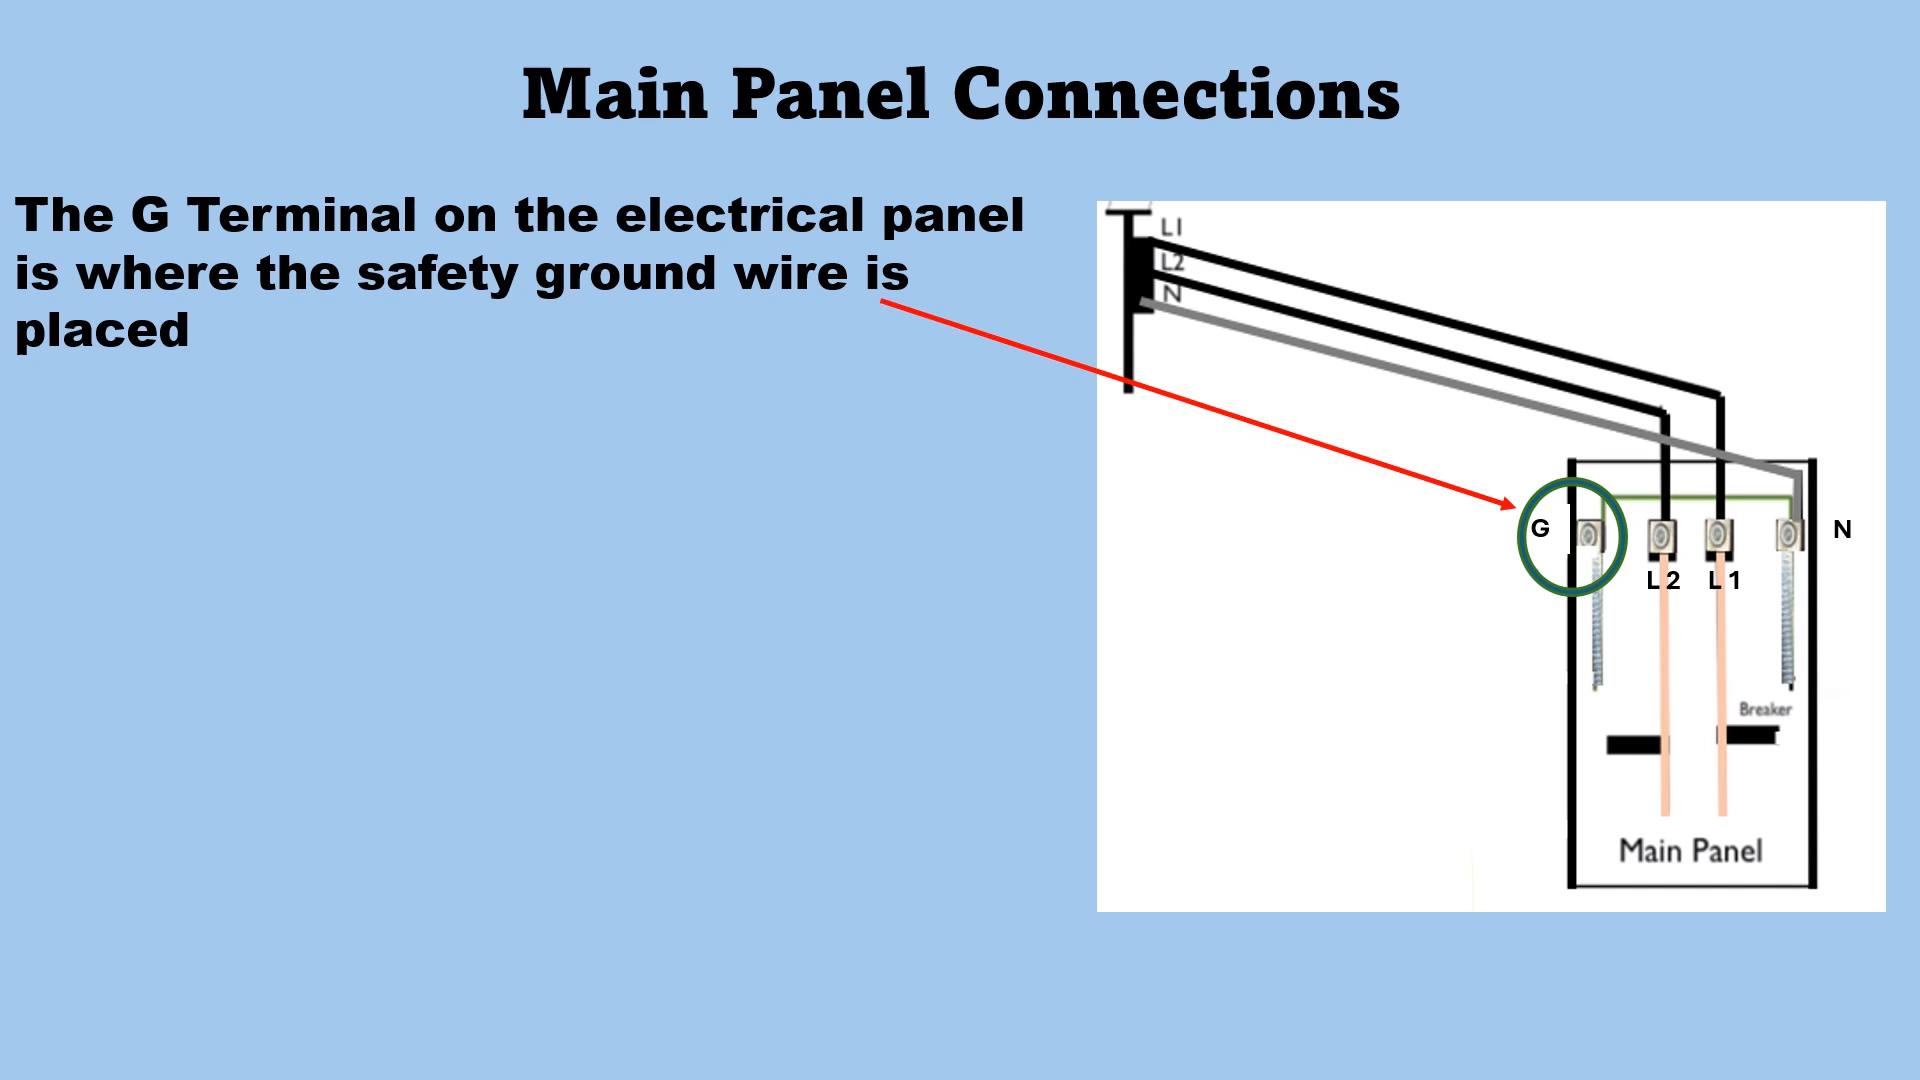 Main Panel Connections
The G Terminal on the electrical panel
is where the safety ground wire is
placed
L1
L2
N
G
N
L 2
L 1
Breaker
Main Panel